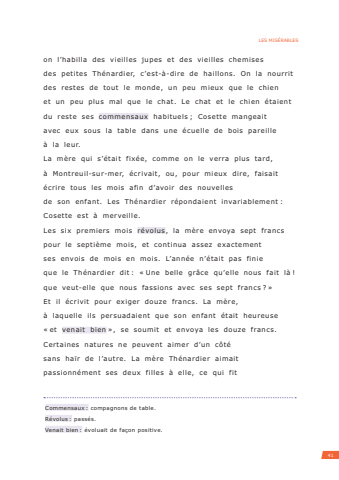 LES MISÉRABLES
on l'habilla des vieilles jupes et des vieilles chemises
des petites Thénardier, c'est-à-dire de haillons. On la nourrit
des restes de tout le monde, un peu mieux que le chien
et un peu plus mal que le chat. Le chat et le chien étaient
du reste ses commensaux habituels ; Cosette mangeait
avec eux sous la table dans une écuelle de bois pareille
à la leur.
La mère qui s'était fixée, comme on le verra plus tard,
à Montreuil-sur-mer, écrivait, ou, pour mieux dire, faisait
écrire tous les mois afin d'avoir des nouvelles
de son enfant. Les Thénardier répondaient invariablement :
Cosette est à merveille.
Les six premiers mois révolus, la mère envoya sept francs
pour le septième mois, et continua assez exactement
ses envois de mois en mois. L'année n'était pas finie
que le Thénardier dit : « Une belle grâce qu'elle nous fait là !
que veut-elle que nous fassions avec ses sept francs ? »
Et il écrivit pour exiger douze francs. La mère,
à laquelle ils persuadaient que son enfant était heureuse
« et venait bien », se soumit et envoya les douze francs.
Certaines natures ne peuvent aimer d'un côté
sans haïr de l'autre. La mère Thénardier aimait
passionnément ses deux filles à elle, ce qui fit
Commensaux : compagnons de table.
Révolus : passés.
Venait bien : évoluait de façon positive.
41